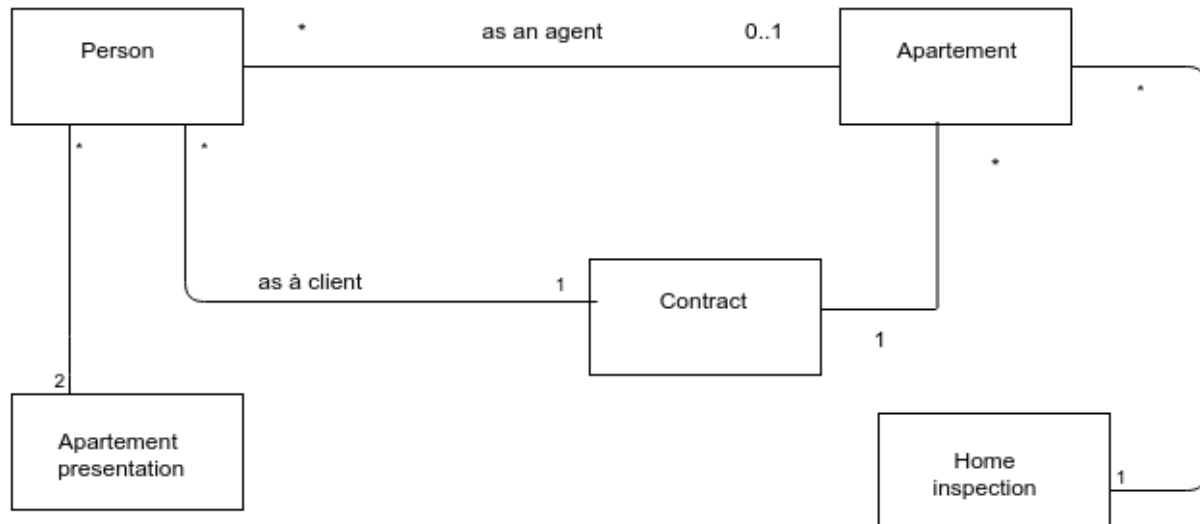 Person
*
as an agent
0..1
Apartement
*
*
*
*
as à client
1
Contract
1
2
Apartement
presentation
Home
inspection
1